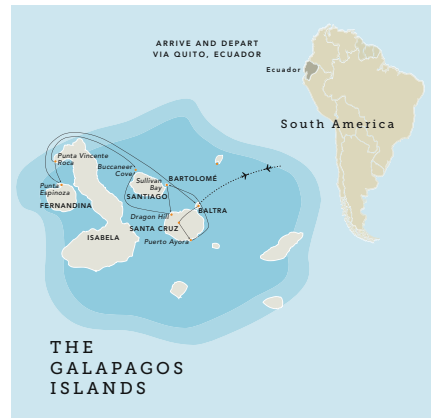 ARRIVE AND DEPART
VIA QUITO, ECUADOR
Ecuador
South America
Punta Vincente
Roca
Buccaneer
Cove
Sullivan
Bay
BARTOLOMÉ
Punta
Espinoza
SANTIAGO
FERNANDINA
BALTRA
Dragon Hill
SANTA CRUZ
ISABELA
Puerto Ayora
THE
GALAPAGOS
ISLANDS